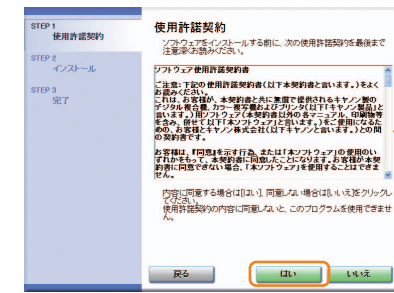 STEP 1
使用許諾契約
STEP 2
インストール
STEP 3
完了
使用許諾契約
ソフトウェアをインストールする前に、次の使用許諾契約を最後まで
注意深くお読みください。
ソフトウェア使用許諾契約書
ご注意：下記の使用許諾契約書(以下本契約書と言います。)をよく
お読みください。
これは、お客様が、本契約書と共に無償で提供されるキヤノン製の
デジタル複合機、カラー複写機およびプリンタ(以下「キヤノン製品」と言
います。)用ソフトウェア(本契約書以外の各マニュアル、印刷物等
を含み、併せて以下「本ソフトウェア」と言います。)をご使用になるた
めの、お客様とキヤノン株式会社(以下キヤノンと言います。)との間
の契約書です。
お客様は、『同意』を示す行為、または「本ソフトウェア」の使用のい
ずれかをもって、本契約書に同意したことになります。お客様が本契
約書に同意できない場合、「本ソフトウェア」を使用することはできま
せん。
内容に同意する場合は[はい]、同意しない場合は[いいえ]をクリックし
てください。
使用許諾契約の内容に同意しないと、このプログラムを使用できませ
ん。
戻る
はい
いいえ